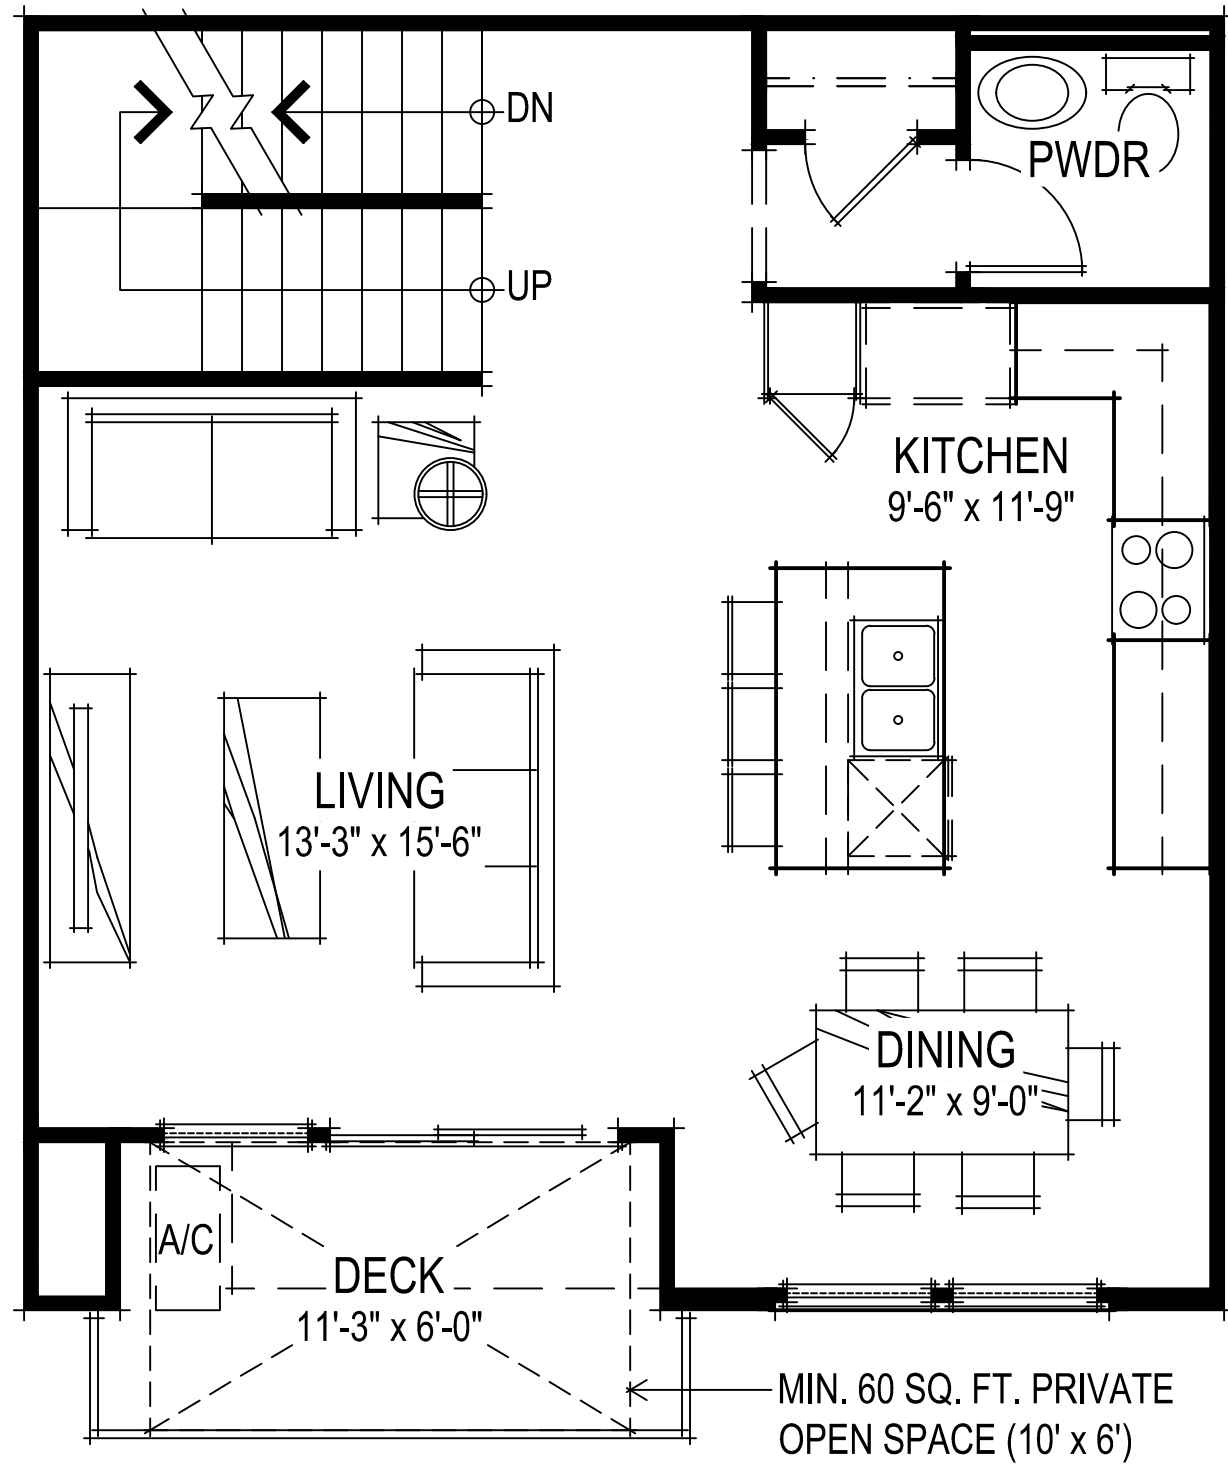 DN
PWDR
UP
KITCHEN
9'-6" x 11'-9"
LIVING
13'-3" x 15'-6"
DINING
11'-2" x 9'-0"
A/C
DECK
11'-3" x 6'-0"
MIN. 60 SQ. FT. PRIVATE
OPEN SPACE (10' x 6')